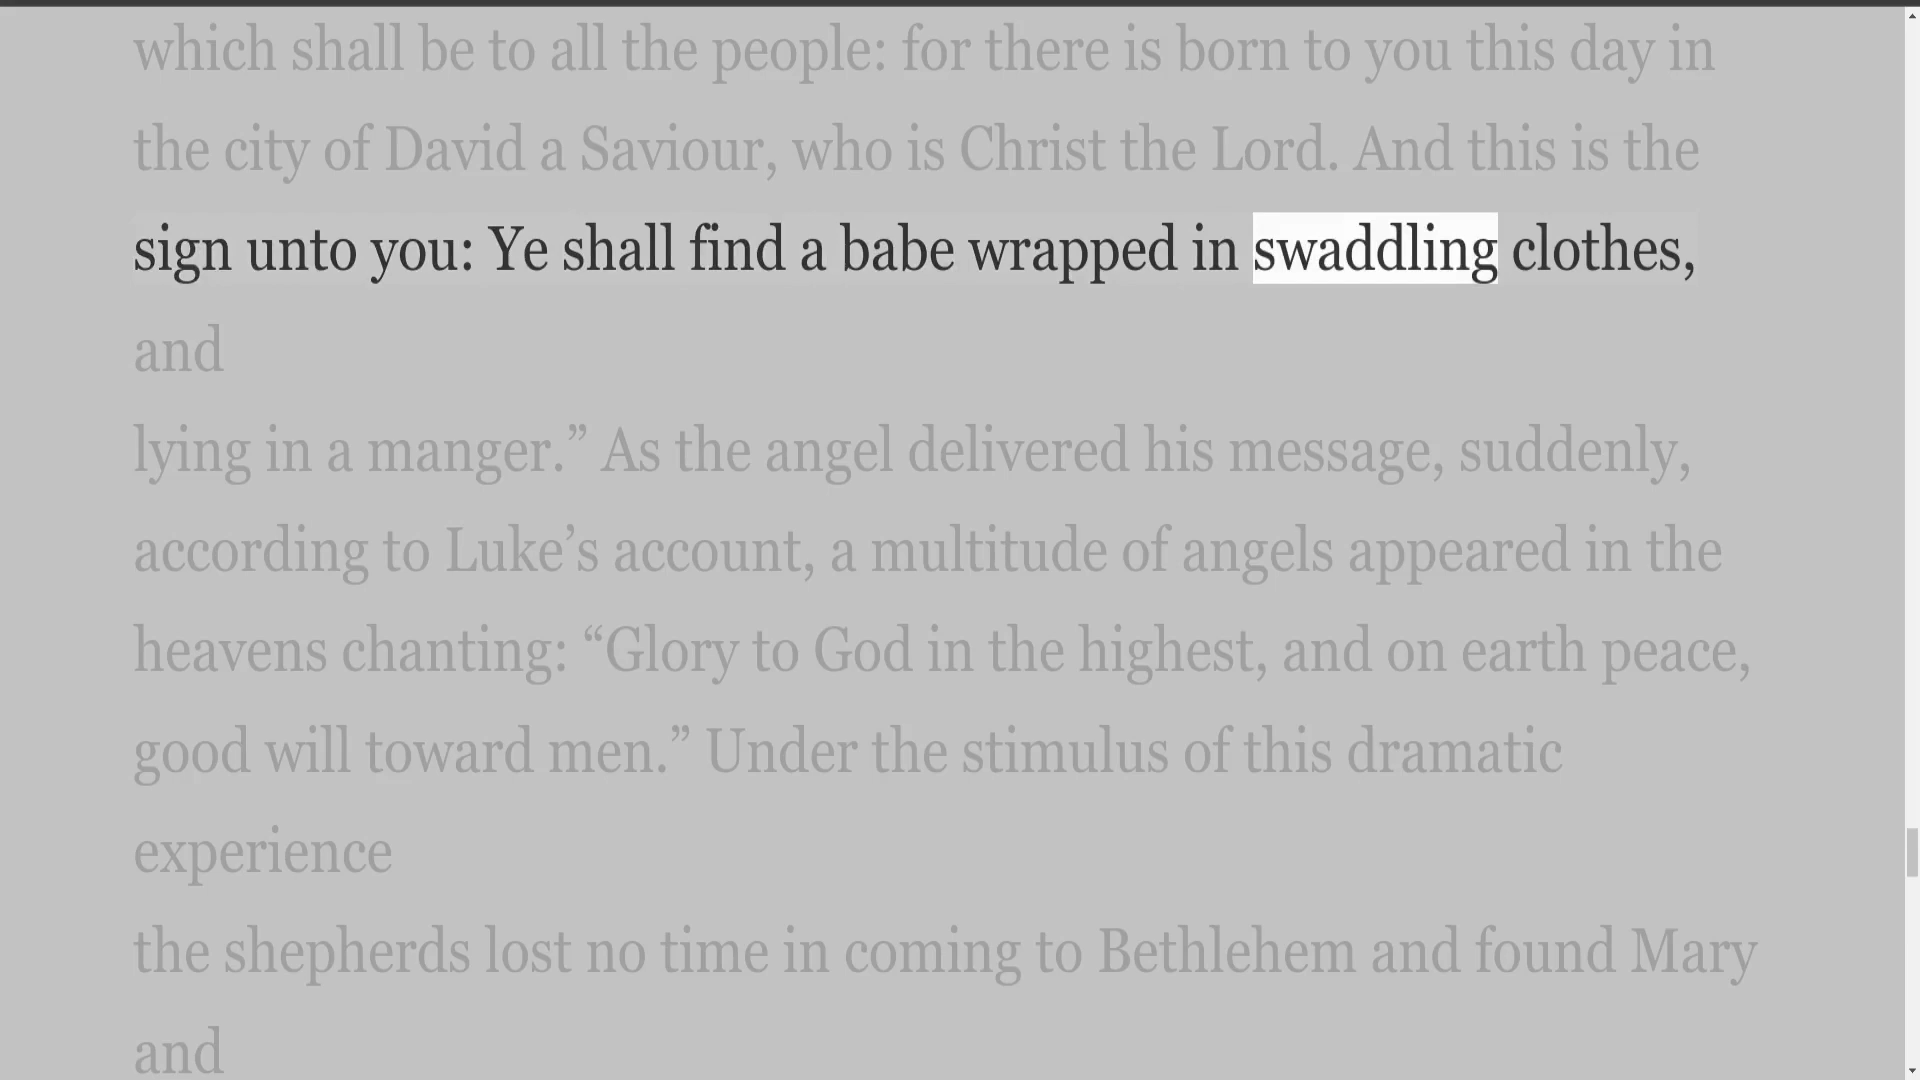 which shall be to all the people: for there is born to you this day in
the city of David a Saviour, who is Christ the Lord. And this is the
sign unto you: Ye shall find a babe wrapped in swaddling clothes,
and
lying in a manger.” As the angel delivered his message, suddenly,
according to Luke’s account, a multitude of angels appeared in the
heavens chanting: “Glory to God in the highest, and on earth peace,
good will toward men.” Under the stimulus of this dramatic
experience
the shepherds lost no time in coming to Bethlehem and found Mary
and